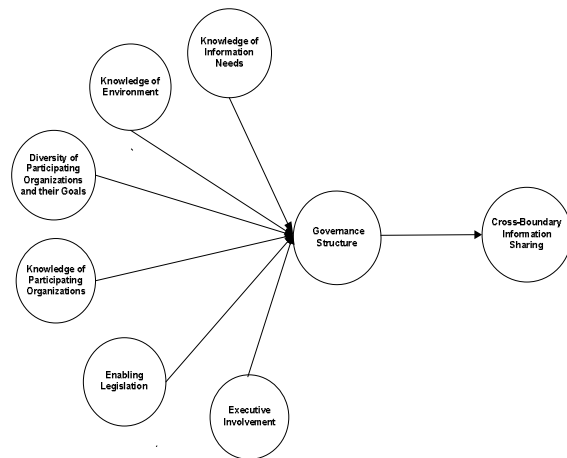 Knowledge of
Information
Needs
Knowledge of
Environment
Diversity of
Participating
Organizations
and their Goals
Governance
Structure
Cross-Boundary
Information
Sharing
Knowledge of
Participating
Organizations
Enabling
Legislation
Executive
Involvement